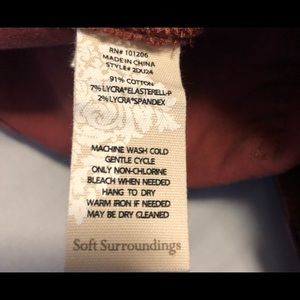 RN# 101206
MADE IN CHINA
STYLE# 2DU24
91% COTTON
7% LYCRA®ELASTERELL-P
2% LYCRA®SPANDEX
MACHINE WASH COLD
GENTLE CYCLE
ONLY NON-CHLORINE
BLEACH WHEN NEEDED
HANG TO DRY
WARM IRON IF NEEDED
MAY BE DRY CLEANED
Soft Surroundings